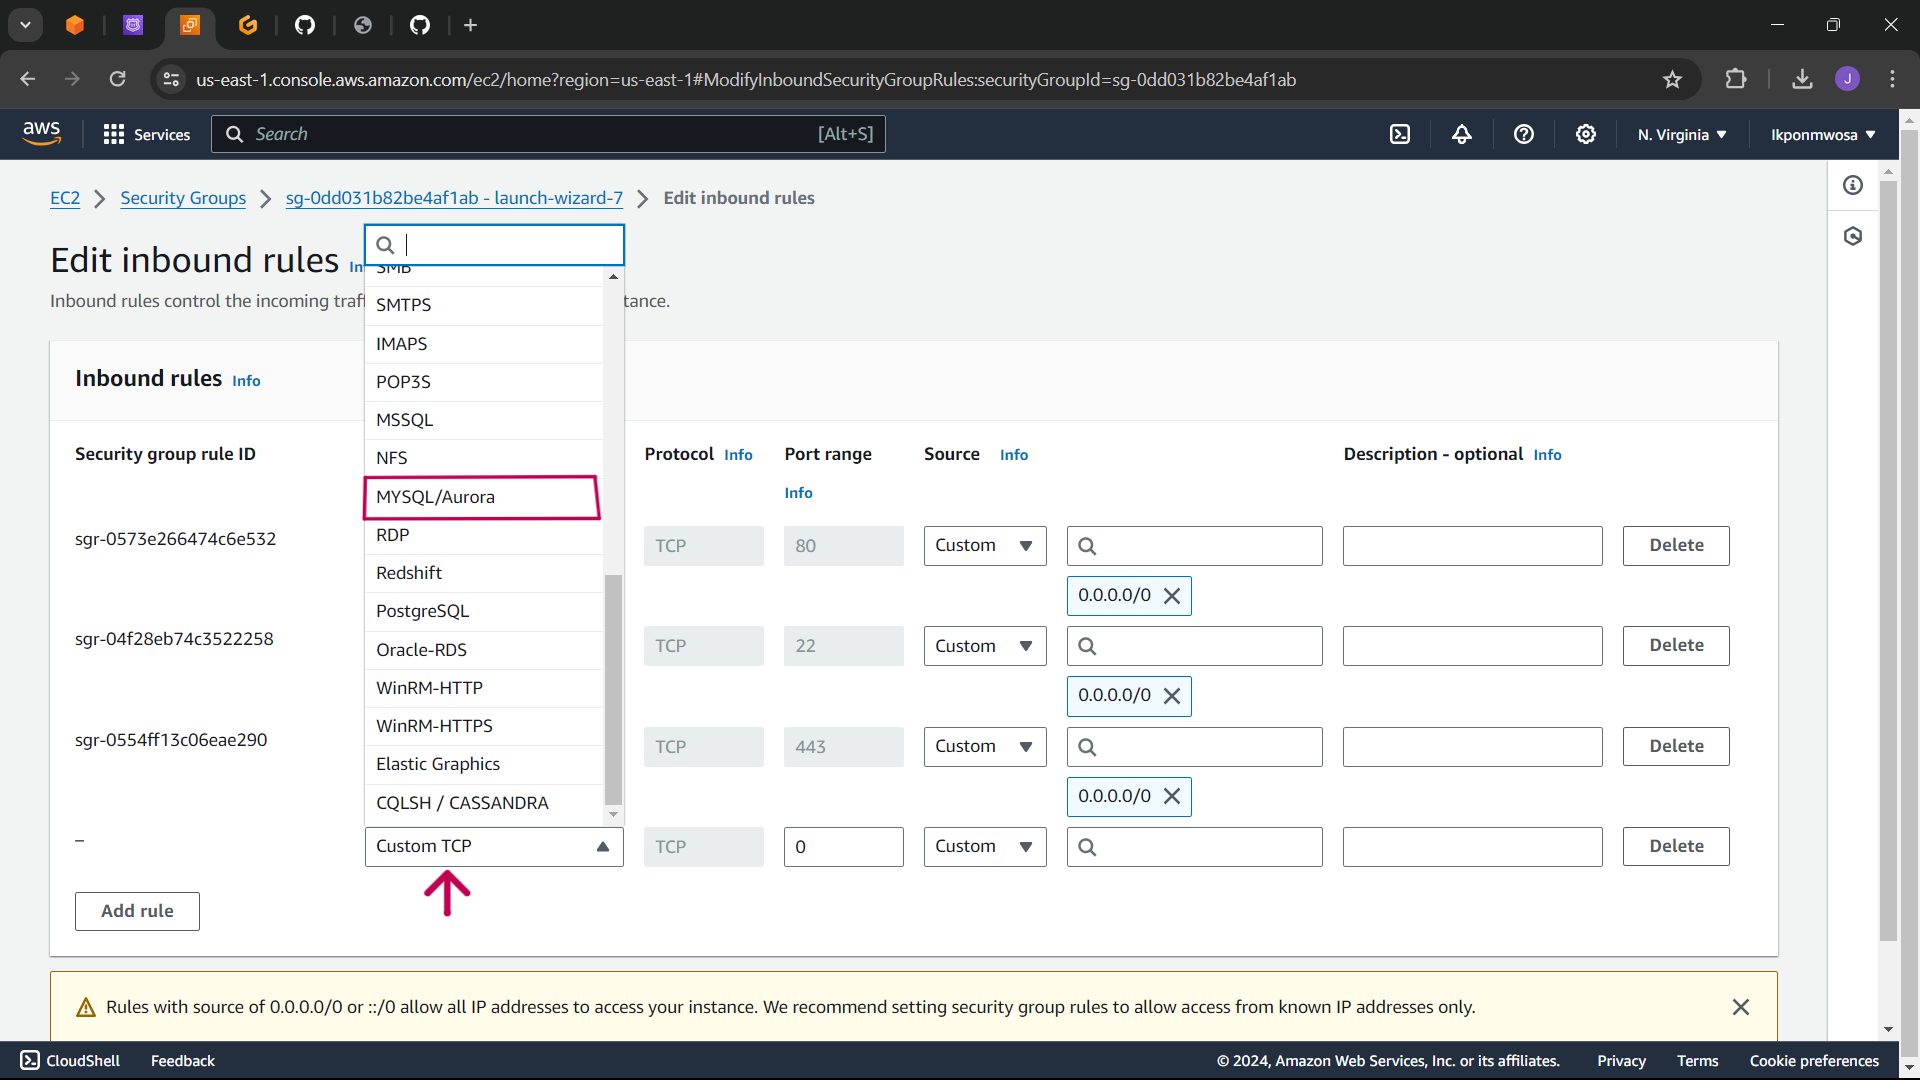 us-east-1.console.aws.amazon.com/ec2/home?region=us-east-1#ModifyInboundSecurityGroupRules:securityGroupId=sg-0dd031b82be4af1ab
J
aws Services Search [Alt+S] N. Virginia Ikponmwosa
EC2 Security Groups sg-0dd031b82be4af1ab - launch-wizard-7 Edit inbound rules
Edit inbound rules
Inbound rules control the incoming traf tance.
SMB
SMTPS
IMAPS
POP3S
MSSQL
NFS
MYSQL/Aurora
RDP
Redshift
PostgreSQL
Oracle-RDS
WinRM-HTTP
WinRM-HTTPS
Elastic Graphics
CQLSH / CASSANDRA
Inbound rules Info
Security group rule ID Protocol Info Port range Source Info Description - optional Info
Info
sgr-0573e266474c6e532 TCP 80 Custom Delete
0.0.0.0/0
sgr-04f28eb74c3522258 TCP 22 Custom Delete
0.0.0.0/0
sgr-0554ff13c06eae290 TCP 443 Custom Delete
0.0.0.0/0
– Custom TCP TCP 0 Custom Delete
Add rule
Rules with source of 0.0.0.0/0 or ::/0 allow all IP addresses to access your instance. We recommend setting security group rules to allow access from known IP addresses only.
CloudShell Feedback © 2024, Amazon Web Services, Inc. or its affiliates. Privacy Terms Cookie preferences